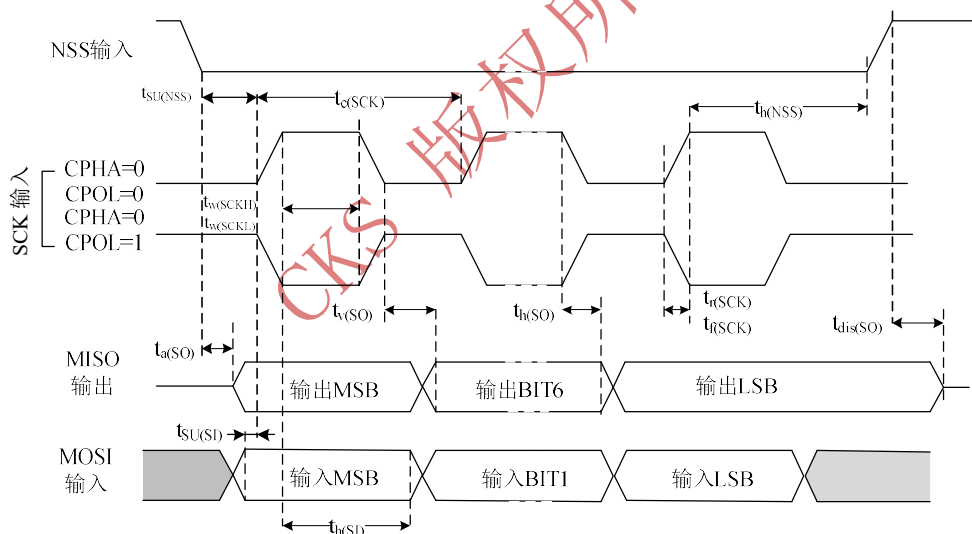 NSS输入
tSU(NSS)
tc(SCK)
th(NSS)
SCK 输入
CPHA=0
CPOL=0
CPHA=0
CPOL=1
tw(SCKH)
tw(SCKL)
tv(SO)
th(SO)
tr(SCK)
tf(SCK)
ta(SO)
tdis(SO)
MISO
输出
输出MSB
输出BIT6
输出LSB
tSU(SI)
MOSI
输入
输入MSB
输入BIT1
输入LSB
th(SI)
CKS 版权所